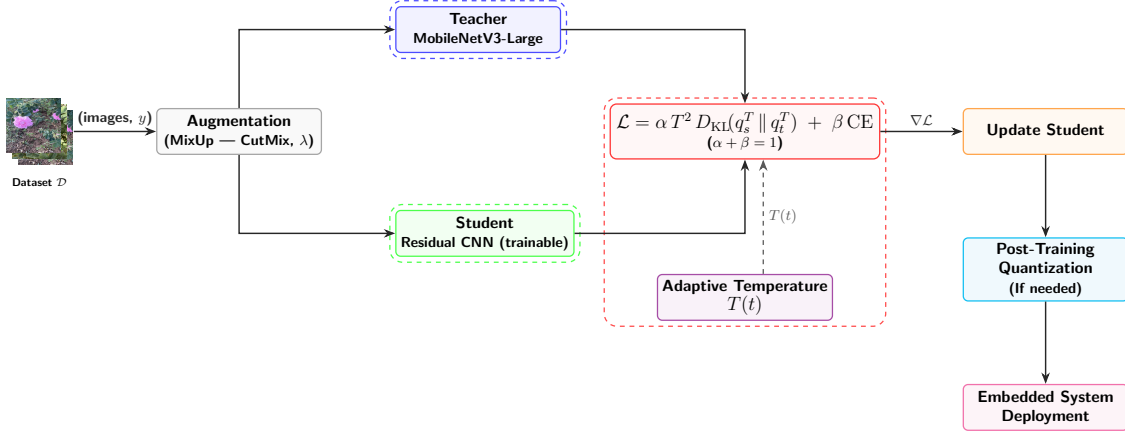 Teacher
MobileNetV3-Large
(images, y)
Dataset 𝒟
Augmentation
(MixUp — CutMix, λ)
ℒ = α T² D_KL(q_s^T ∥ q_t^T) + β CE
(α + β = 1)
∇ℒ
Update Student
Student
Residual CNN (trainable)
T(t)
Adaptive Temperature
T(t)
Post-Training
Quantization
(If needed)
Embedded System
Deployment